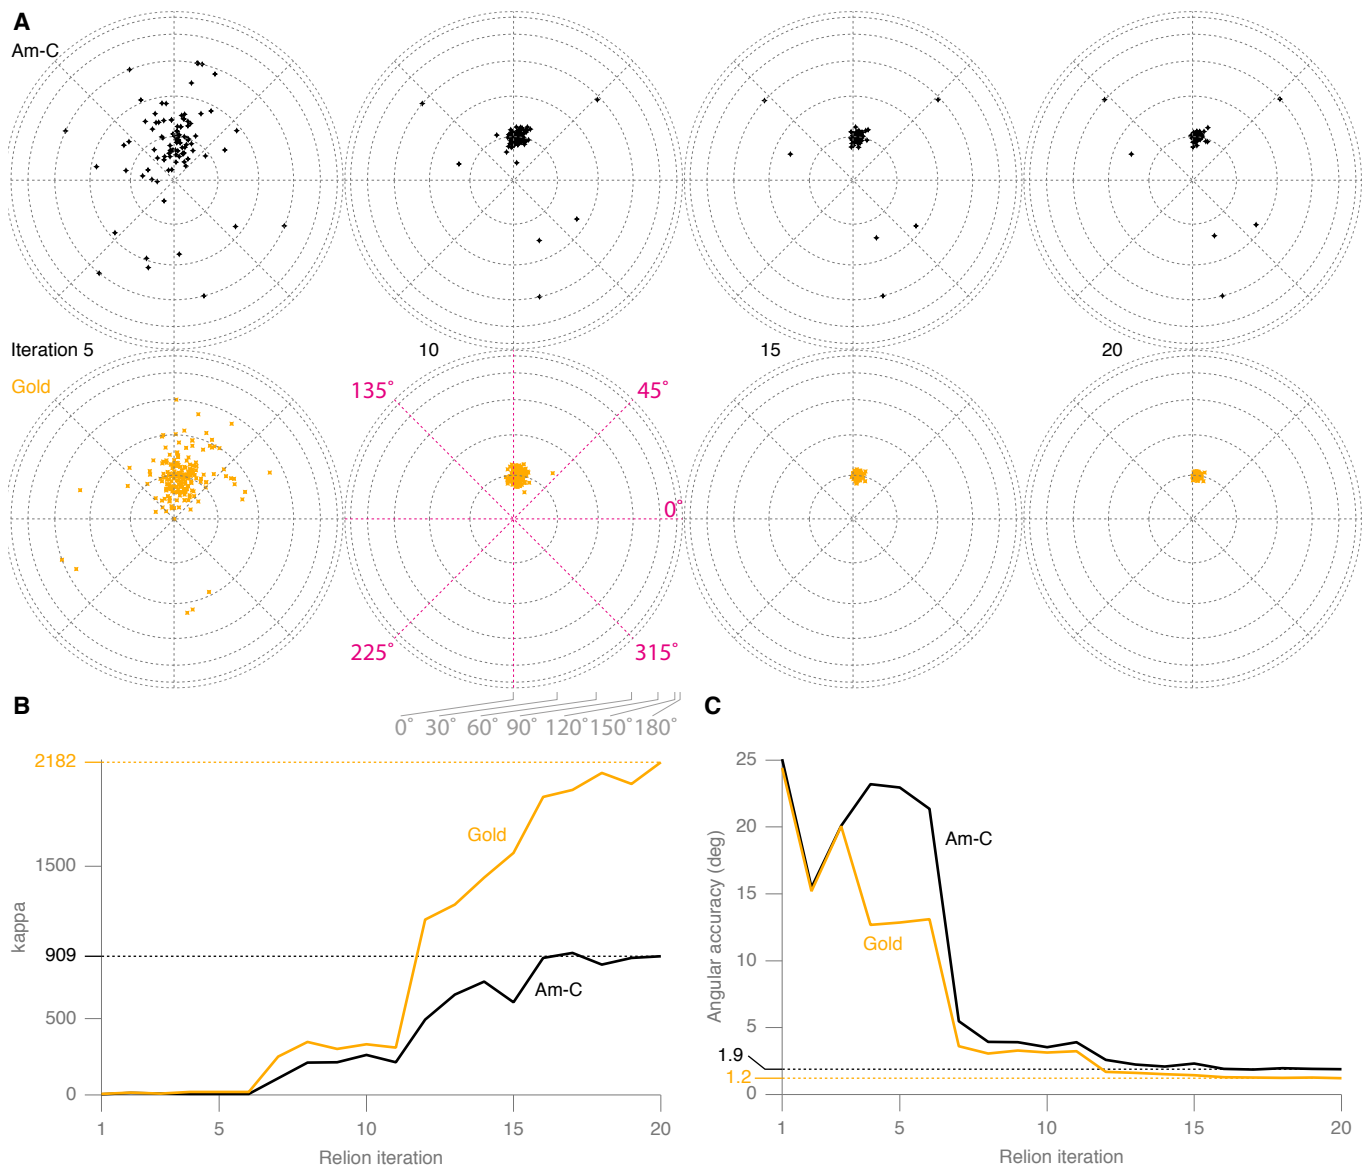 A
Am-C
Iteration 5
10
15
20
Gold
135˚
45˚
0˚
225˚
315˚
0˚ 30˚ 60˚ 90˚ 120˚ 150˚ 180˚
B
2182
1500
909
500
0
kappa
Gold
Am-C
1 5 10 15 20
Relion iteration
C
25
20
15
10
5
1.9
1.2
0
Angular accuracy (deg)
Am-C
Gold
1 5 10 15 20
Relion iteration